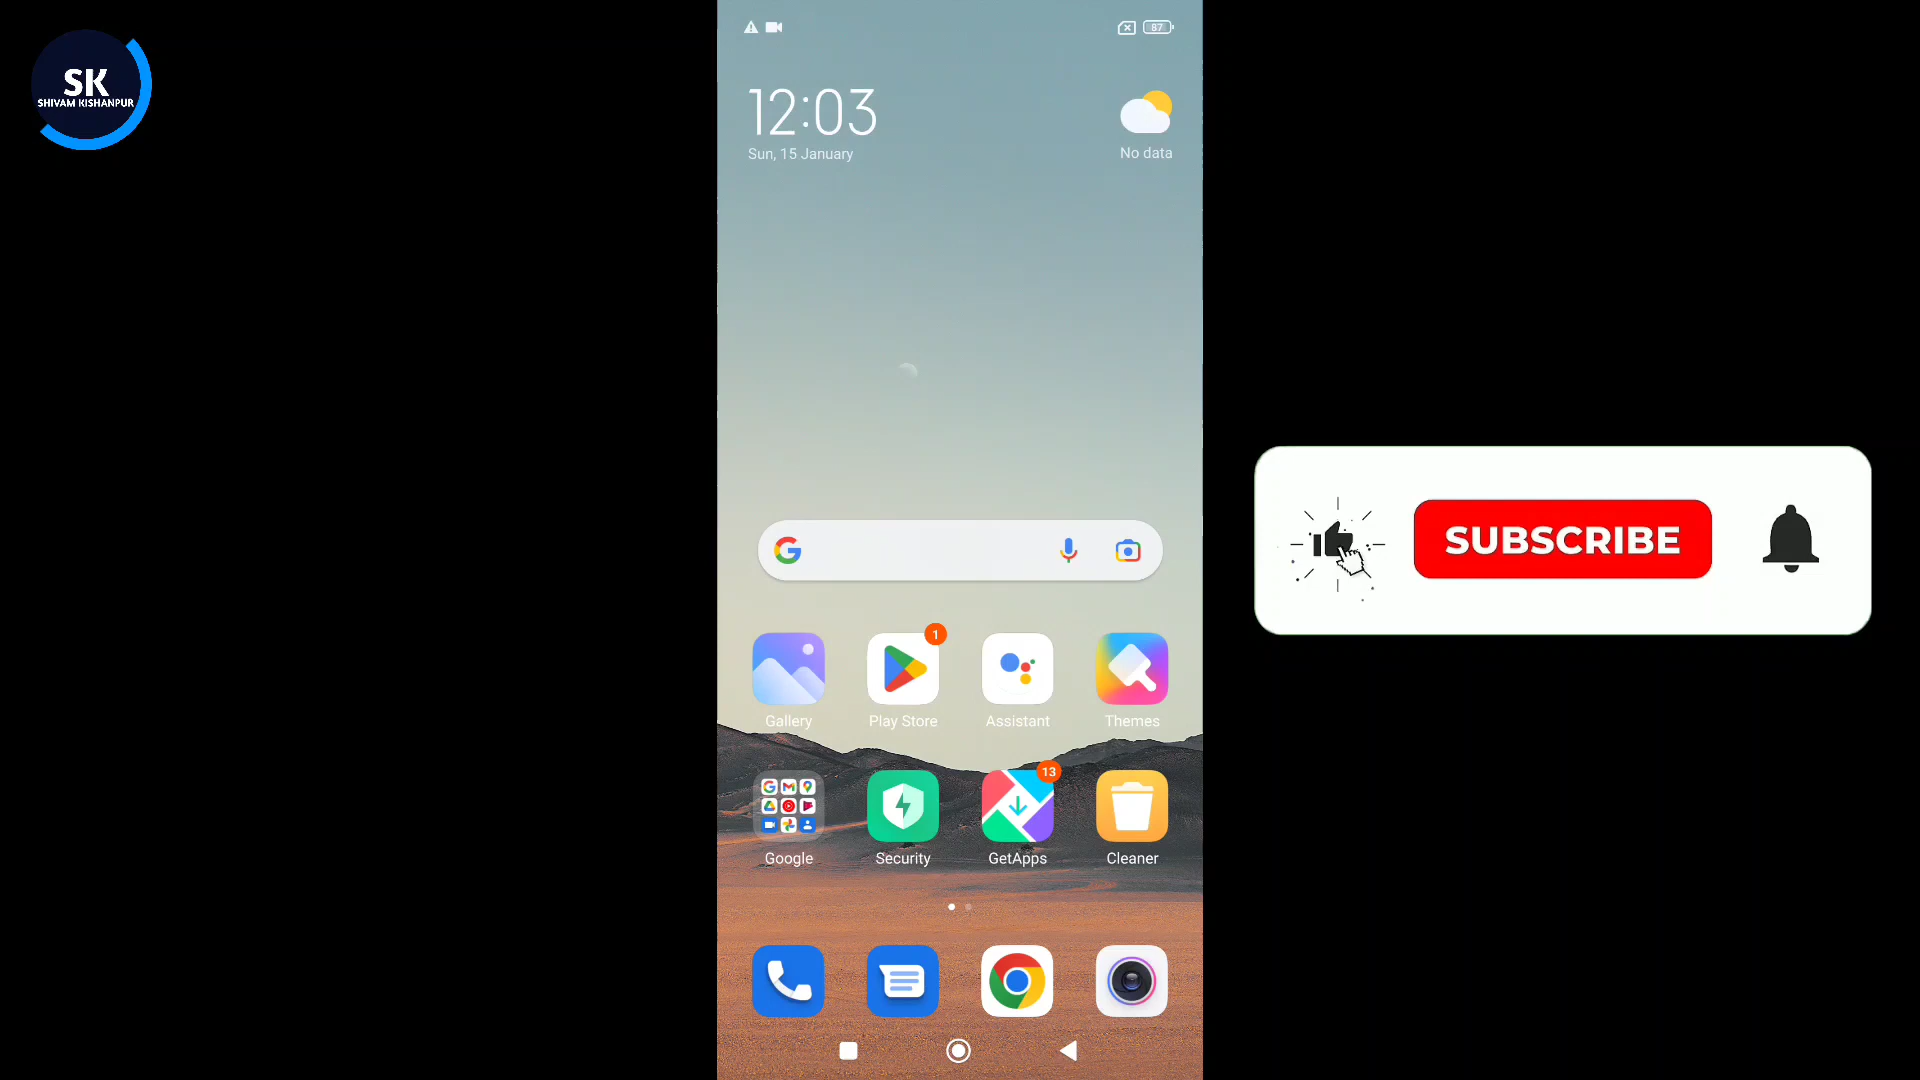 SK
SHIVAM KISHANPUR
87
12:03
Sun, 15 January
No data
SUBSCRIBE
1
Gallery
Play Store
Assistant
Themes
13
Google
Security
GetApps
Cleaner